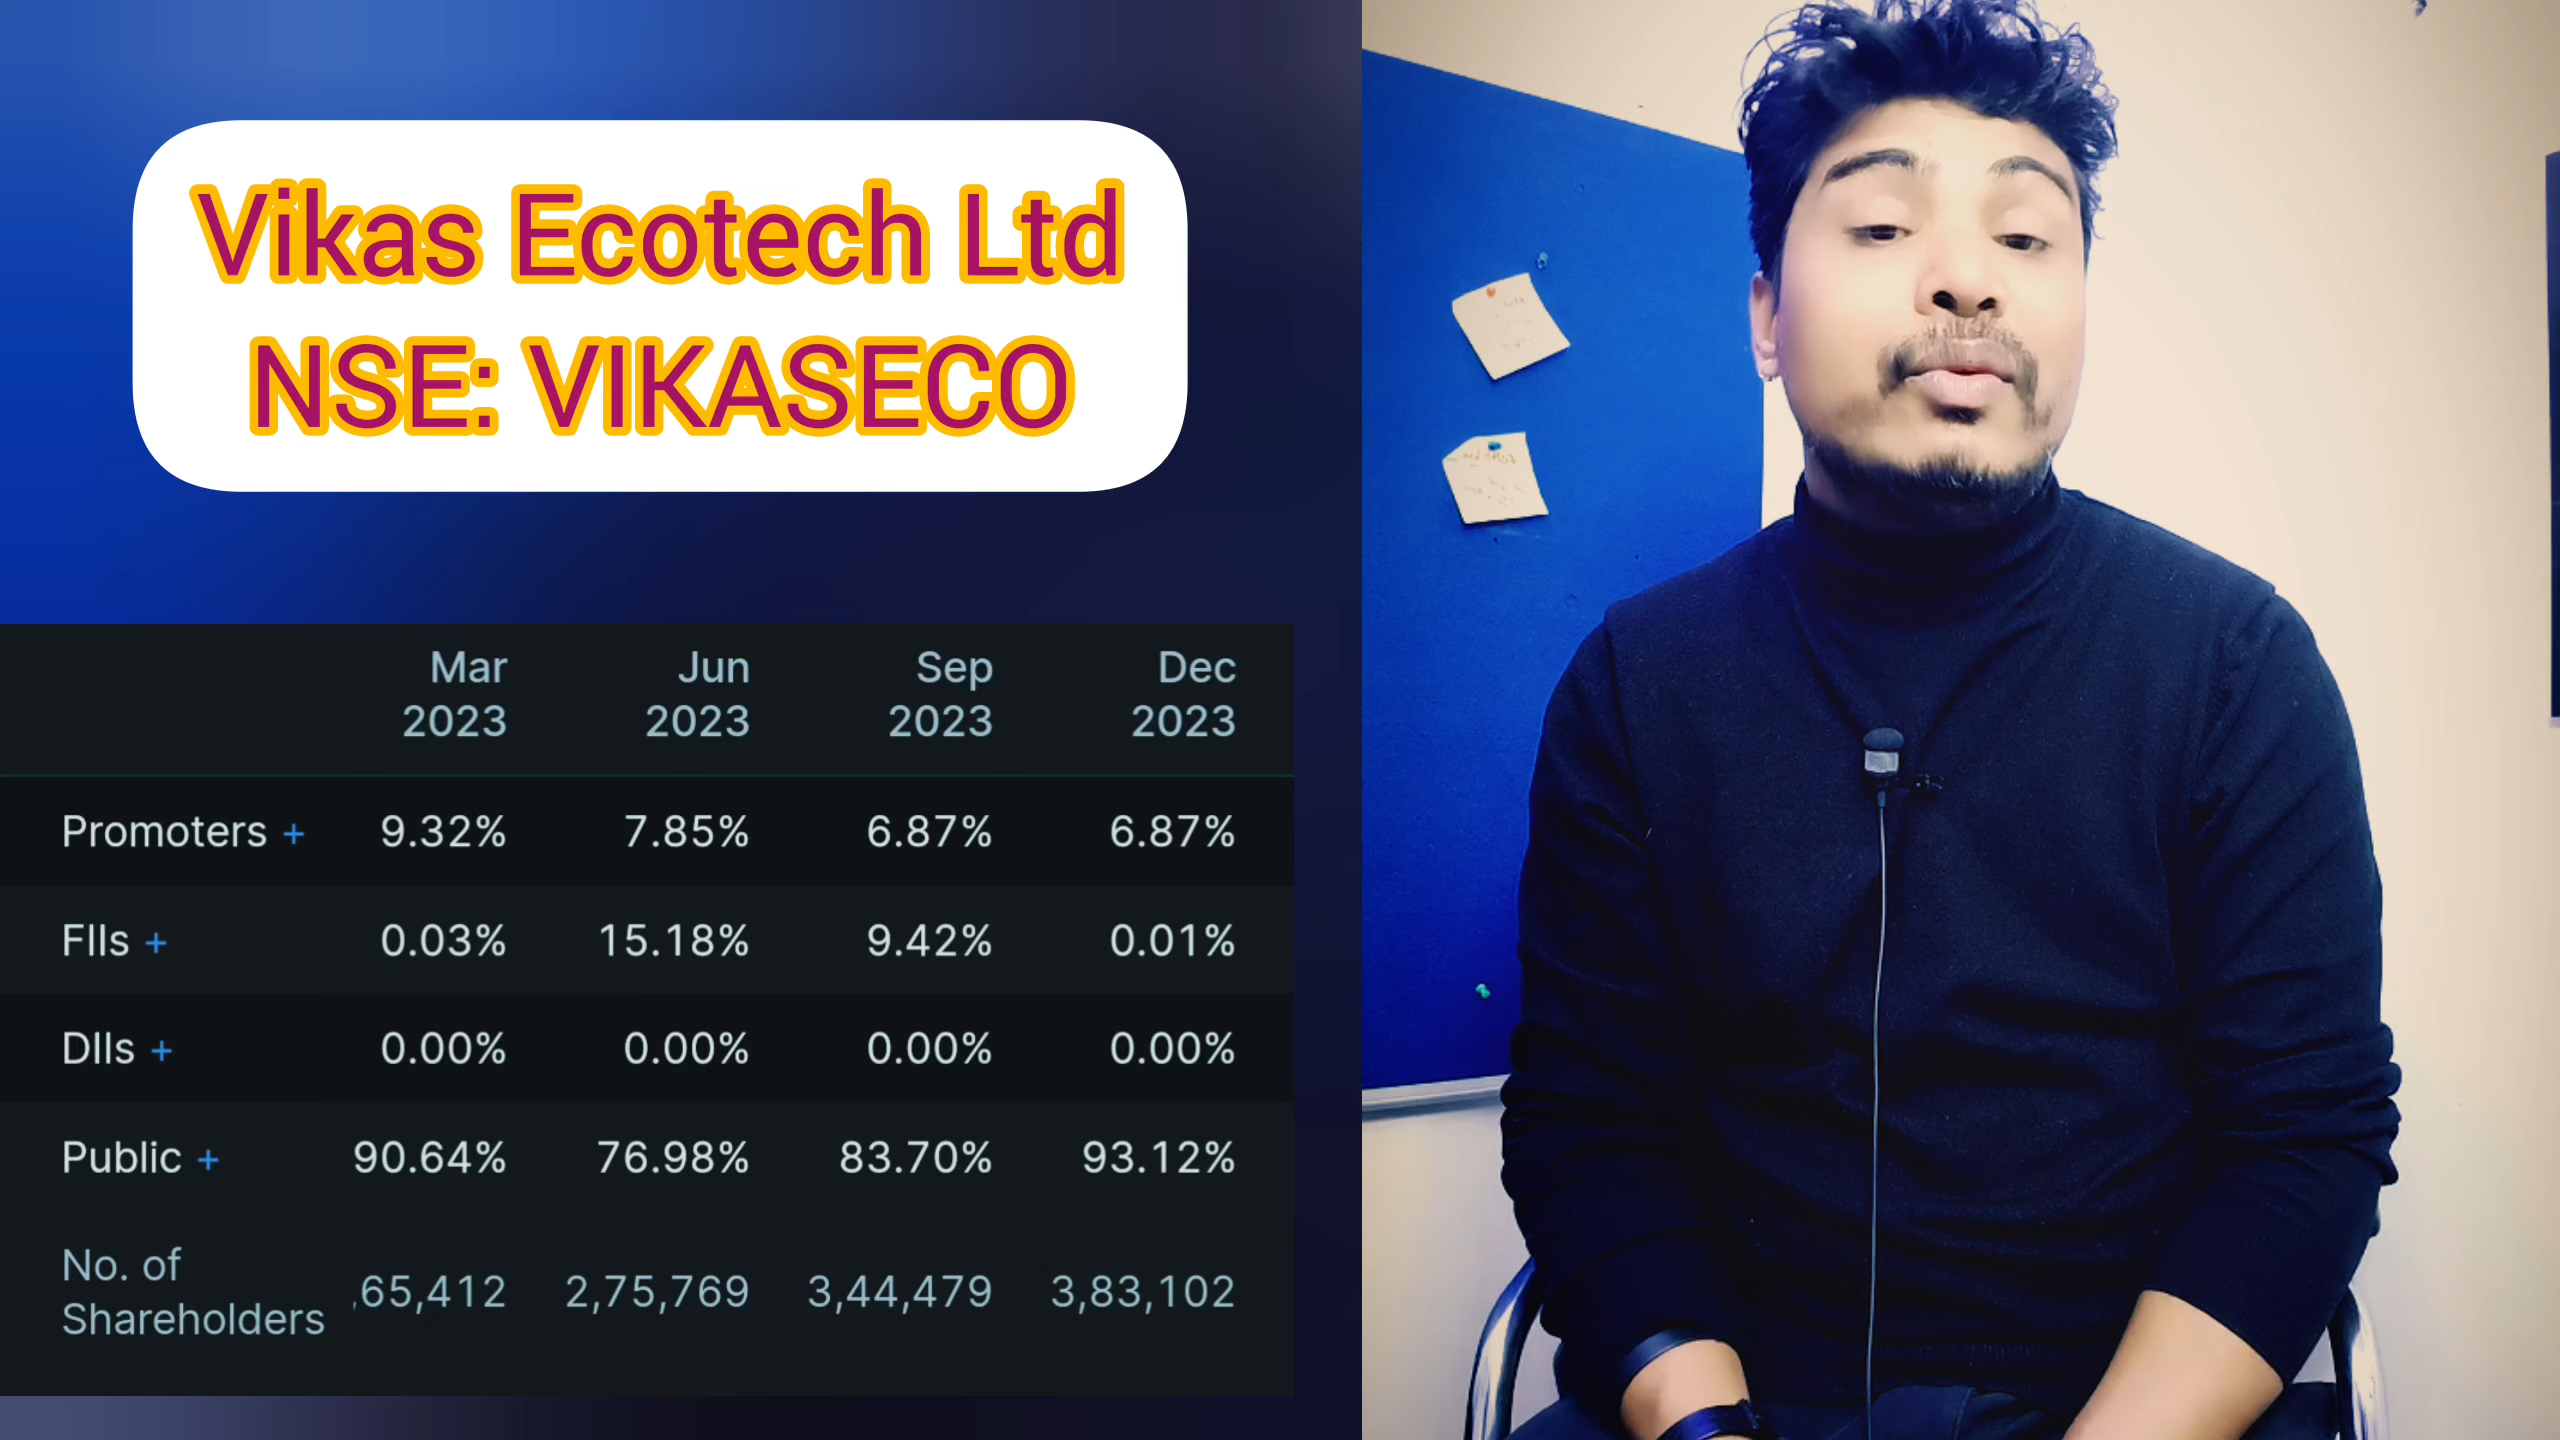 Vikas Ecotech Ltd
NSE: VIKASECO
Mar 2023 Jun 2023 Sep 2023 Dec 2023
Promoters + 9.32% 7.85% 6.87% 6.87%
FIIs + 0.03% 15.18% 9.42% 0.01%
DIIs + 0.00% 0.00% 0.00% 0.00%
Public + 90.64% 76.98% 83.70% 93.12%
No. of Shareholders ,65,412 2,75,769 3,44,479 3,83,102